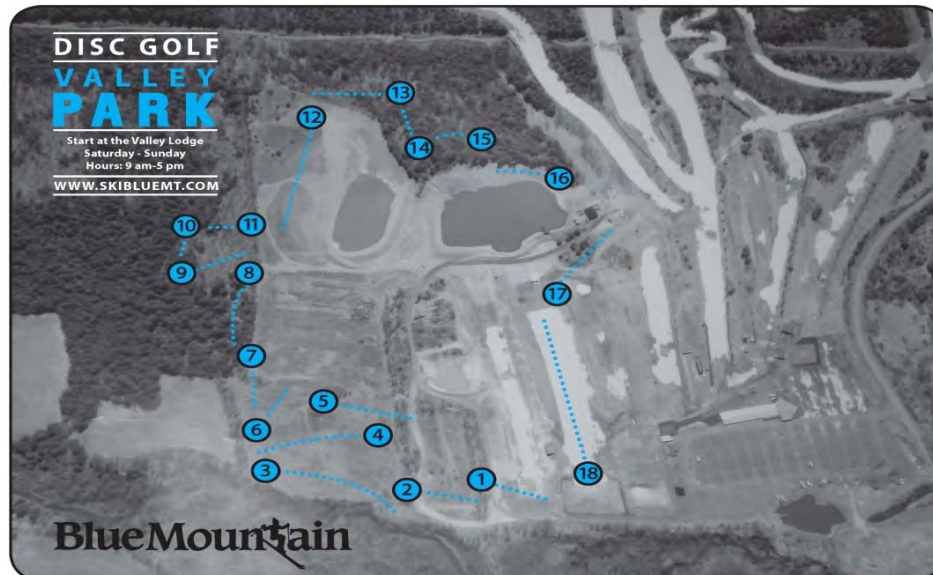 DISC GOLF
VALLEY
PARK
Start at the Valley Lodge
Saturday - Sunday
Hours: 9 am-5 pm
WWW.SKIBLUEMT.COM
13
12
14
15
16
10
11
9
8
17
7
5
6
4
3
1
18
2
BlueMountain